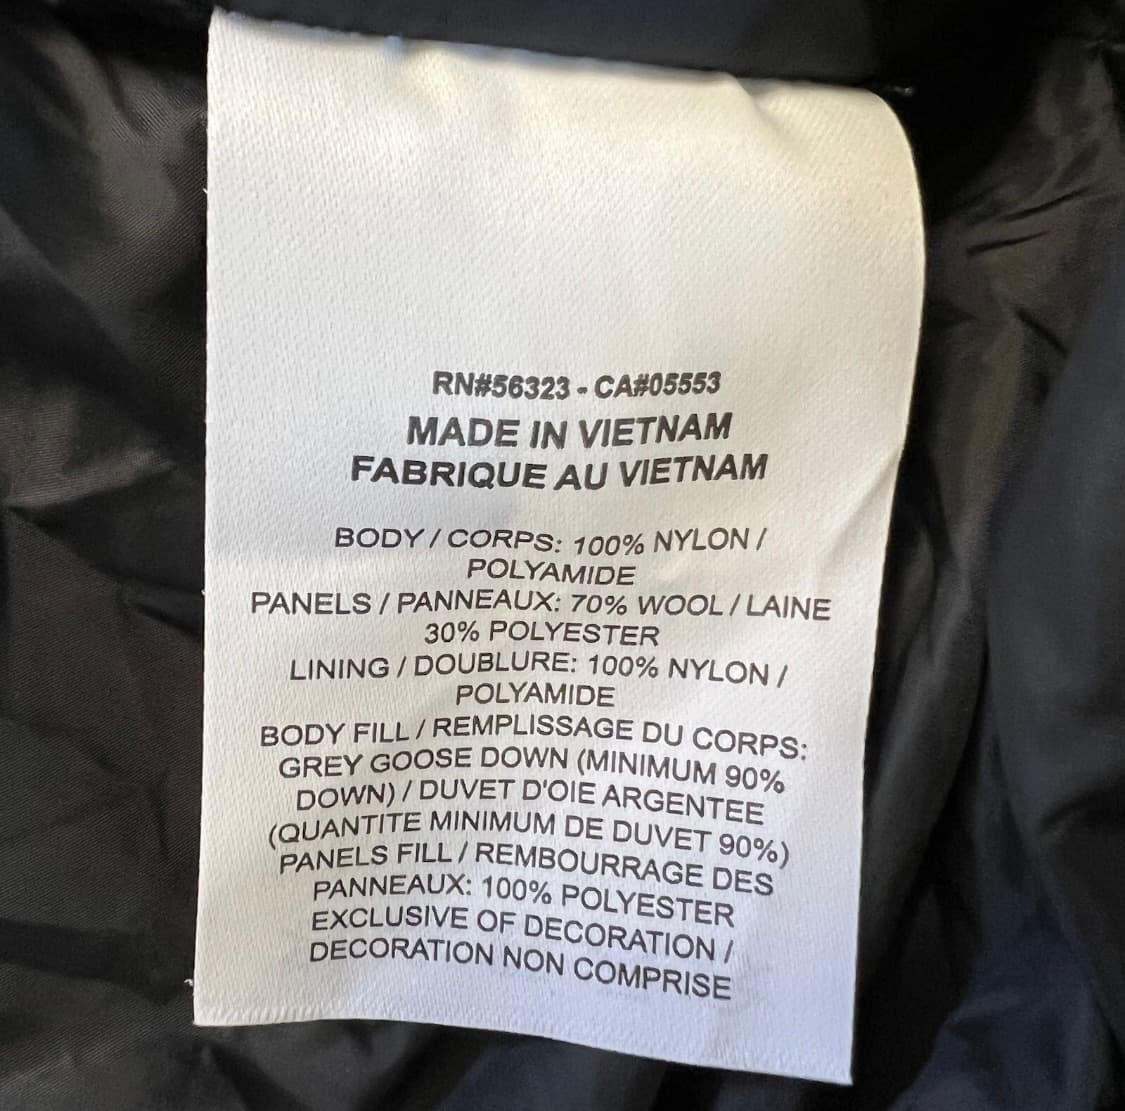 RN#56323 - CA#05553
MADE IN VIETNAM
FABRIQUE AU VIETNAM
BODY / CORPS: 100% NYLON /
POLYAMIDE
PANELS / PANNEAUX: 70% WOOL / LAINE
30% POLYESTER
LINING / DOUBLURE: 100% NYLON /
POLYAMIDE
BODY FILL / REMPLISSAGE DU CORPS:
GREY GOOSE DOWN (MINIMUM 90%
DOWN) / DUVET D'OIE ARGENTEE
(QUANTITE MINIMUM DE DUVET 90%)
PANELS FILL / REMBOURRAGE DES
PANNEAUX: 100% POLYESTER
EXCLUSIVE OF DECORATION /
DECORATION NON COMPRISE